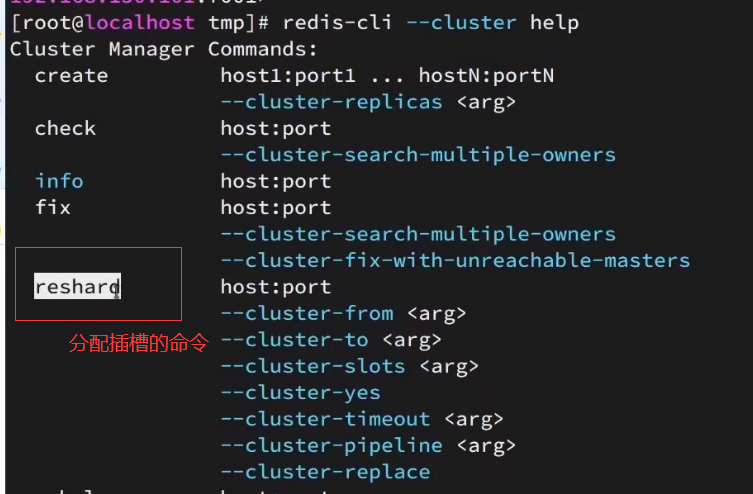 [root@localhost tmp]# redis-cli --cluster help
Cluster Manager Commands:
create host1:port1 ... hostN:portN
--cluster-replicas <arg>
check host:port
--cluster-search-multiple-owners
info host:port
fix host:port
--cluster-search-multiple-owners
--cluster-fix-with-unreachable-masters
reshard host:port
--cluster-from <arg>
分配插槽的命令 --cluster-to <arg>
--cluster-slots <arg>
--cluster-yes
--cluster-timeout <arg>
--cluster-pipeline <arg>
--cluster-replace